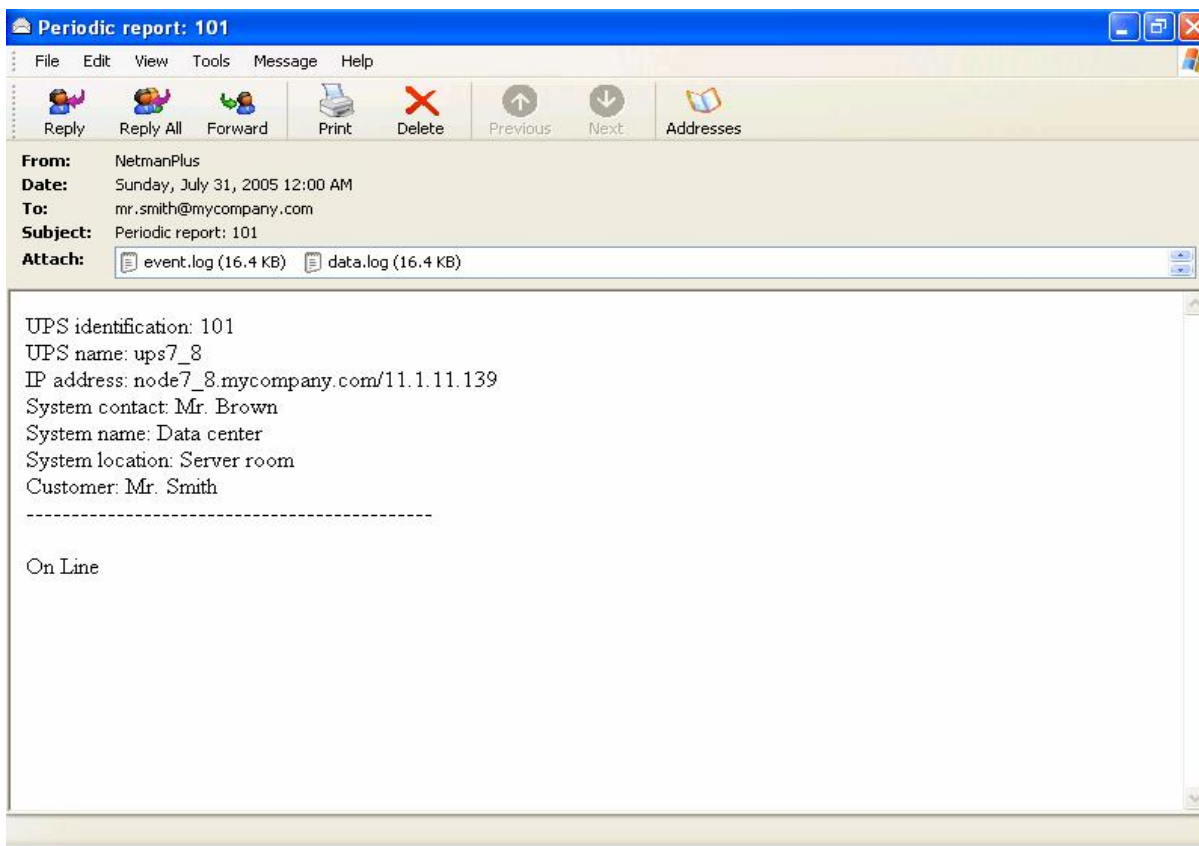 Periodic report: 101
File Edit View Tools Message Help
Reply Reply All Forward Print Delete Previous Next Addresses
From: NetmanPlus
Date: Sunday, July 31, 2005 12:00 AM
To: mr.smith@mycompany.com
Subject: Periodic report: 101
Attach: event.log (16.4 KB) data.log (16.4 KB)
UPS identification: 101
UPS name: ups7_8
IP address: node7_8.mycompany.com/11.1.11.139
System contact: Mr. Brown
System name: Data center
System location: Server room
Customer: Mr. Smith
---------------------------------------------
On Line